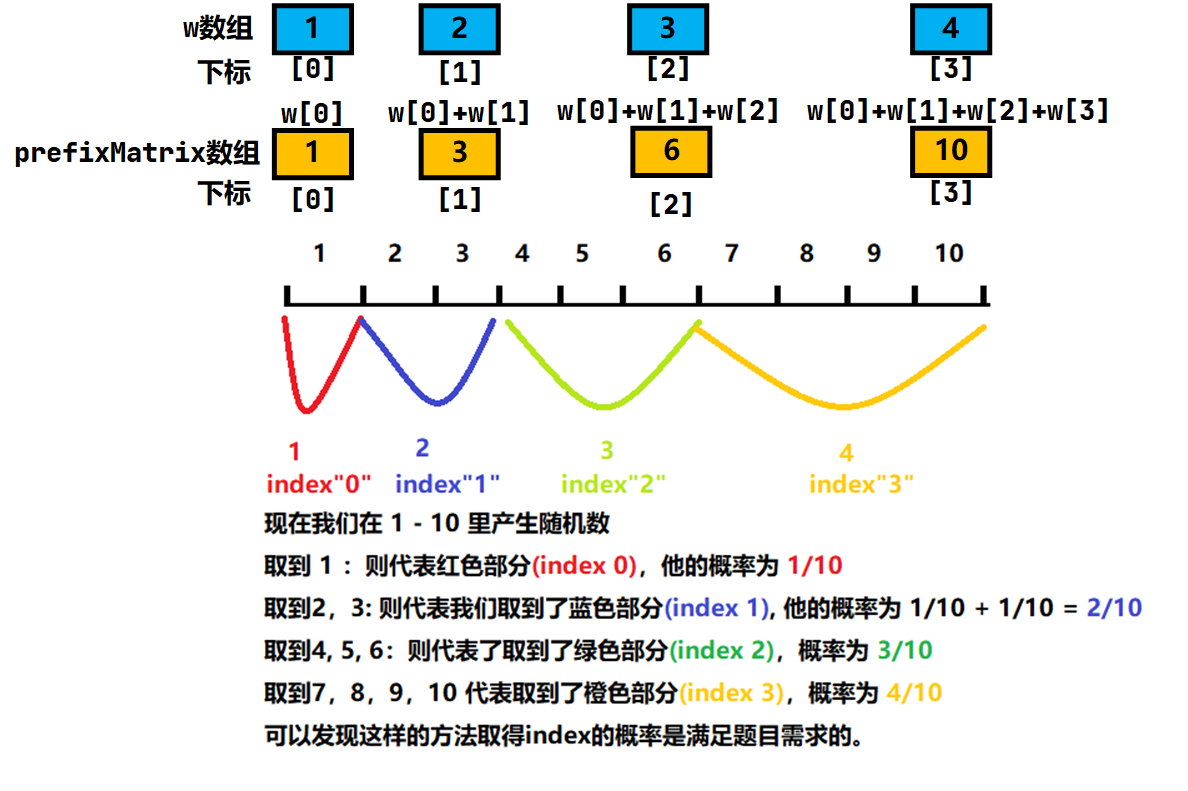 w数组 1 2 3 4
下标 [0] [1] [2] [3]
w[0] w[0]+w[1] w[0]+w[1]+w[2] w[0]+w[1]+w[2]+w[3]
prefixMatrix数组 1 3 6 10
下标 [0] [1] [2] [3]
1 2 3 4 5 6 7 8 9 10
1 2 3 4
index"0" index"1" index"2" index"3"
现在我们在 1 - 10 里产生随机数
取到 1 ：则代表红色部分(index 0)，他的概率为 1/10
取到2，3: 则代表我们取到了蓝色部分(index 1), 他的概率为 1/10 + 1/10 = 2/10
取到4, 5, 6：则代表了取到了绿色部分(index 2)，概率为 3/10
取到7，8，9，10 代表取到了橙色部分(index 3)，概率为 4/10
可以发现这样的方法取得index的概率是满足题目需求的。